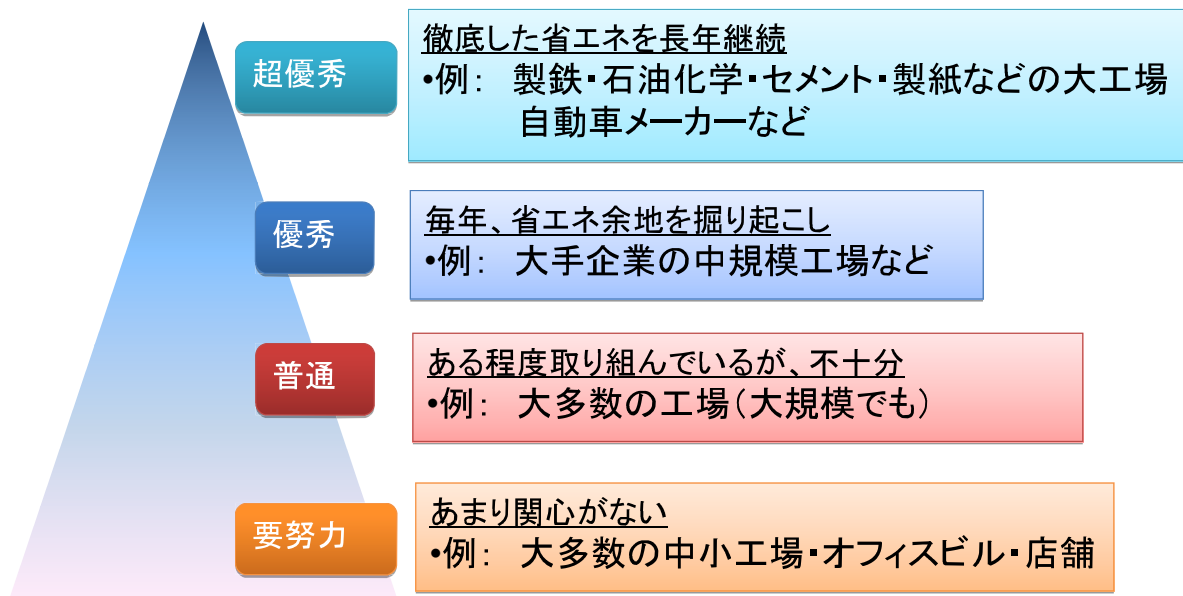 超優秀
徹底した省エネを長年継続
•例： 製鉄・石油化学・セメント・製紙などの大工場
自動車メーカーなど
優秀
毎年、省エネ余地を掘り起こし
•例： 大手企業の中規模工場など
普通
ある程度取り組んでいるが、不十分
•例： 大多数の工場（大規模でも）
要努力
あまり関心がない
•例： 大多数の中小工場・オフィスビル・店舗